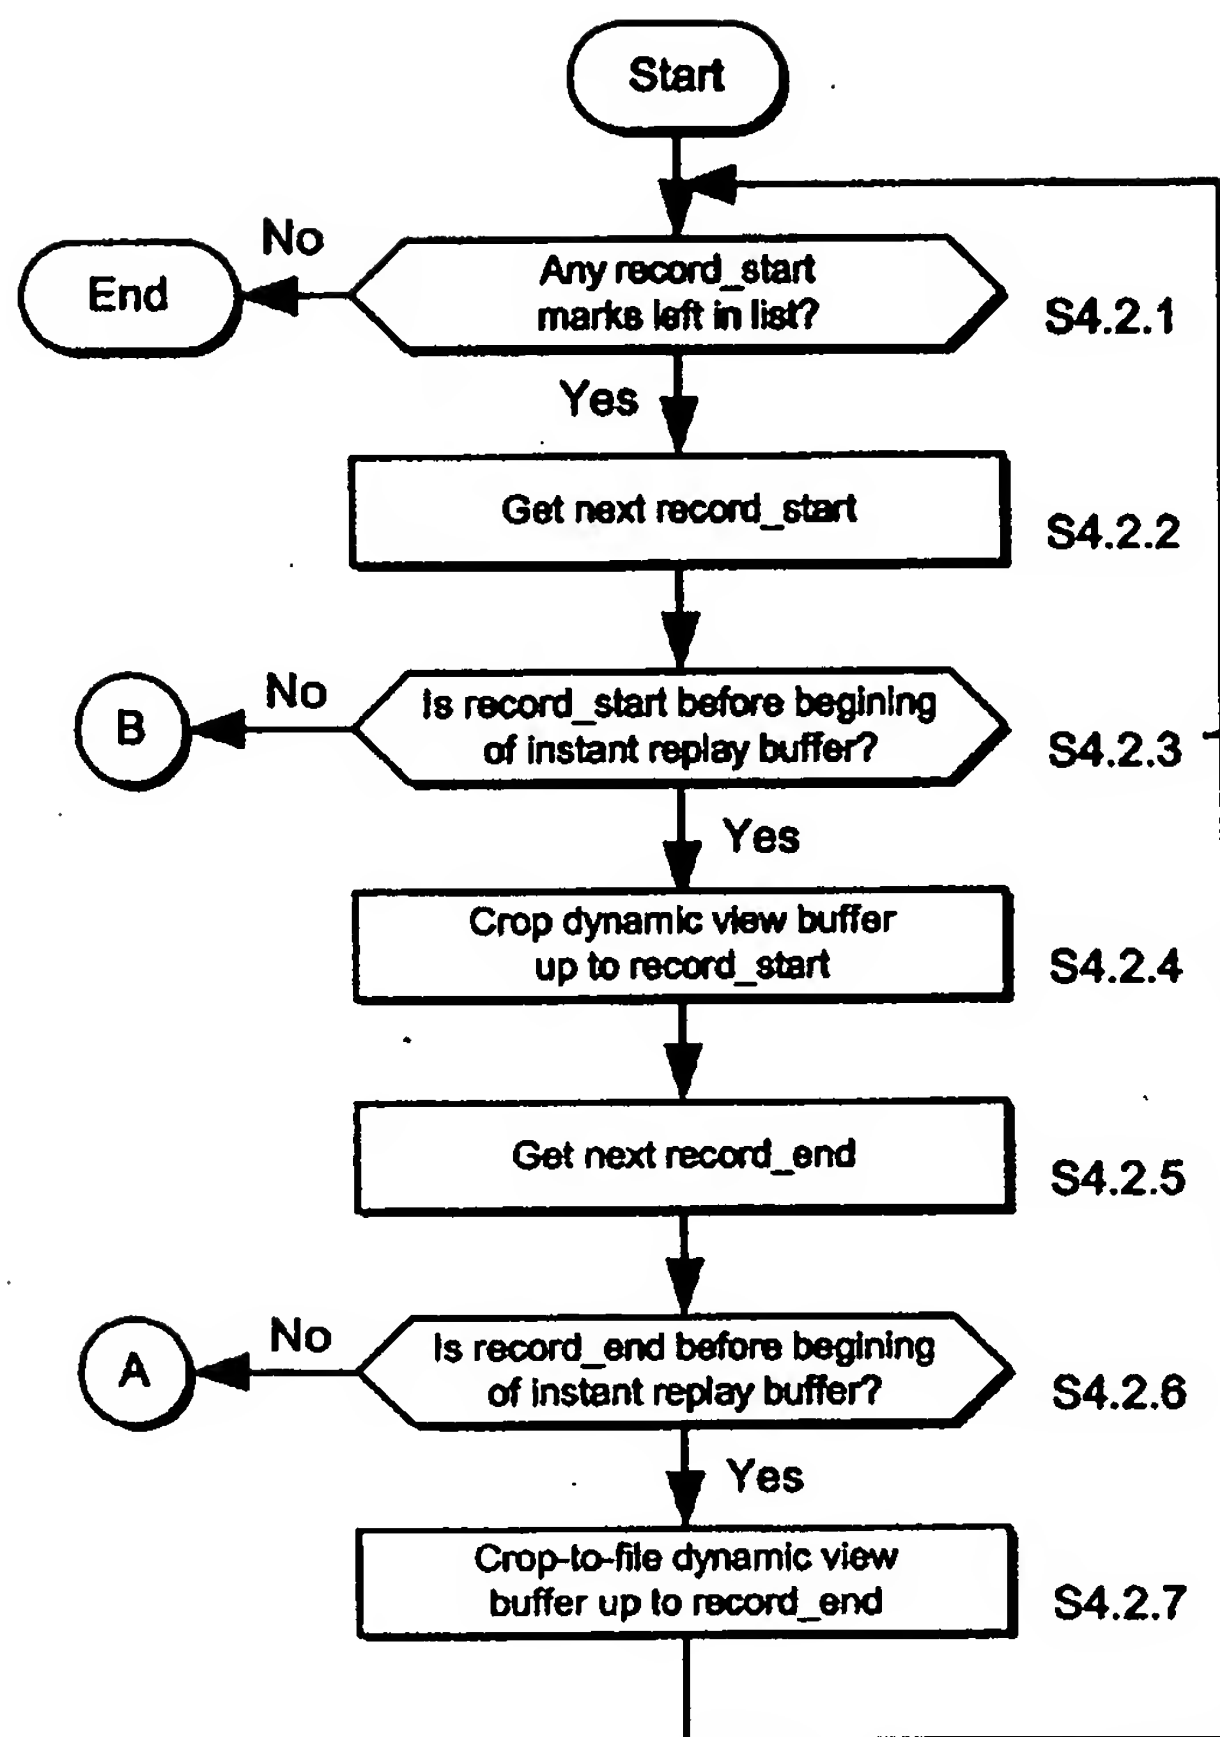 Start
No
End
Any record_start
marks left in list?
S4.2.1
Yes
Get next record_start
S4.2.2
No
B
Is record_start before begining
of instant replay buffer?
S4.2.3
Yes
Crop dynamic view buffer
up to record_start
S4.2.4
Get next record_end
S4.2.5
No
A
Is record_end before begining
of instant replay buffer?
S4.2.6
Yes
Crop-to-file dynamic view
buffer up to record_end
S4.2.7